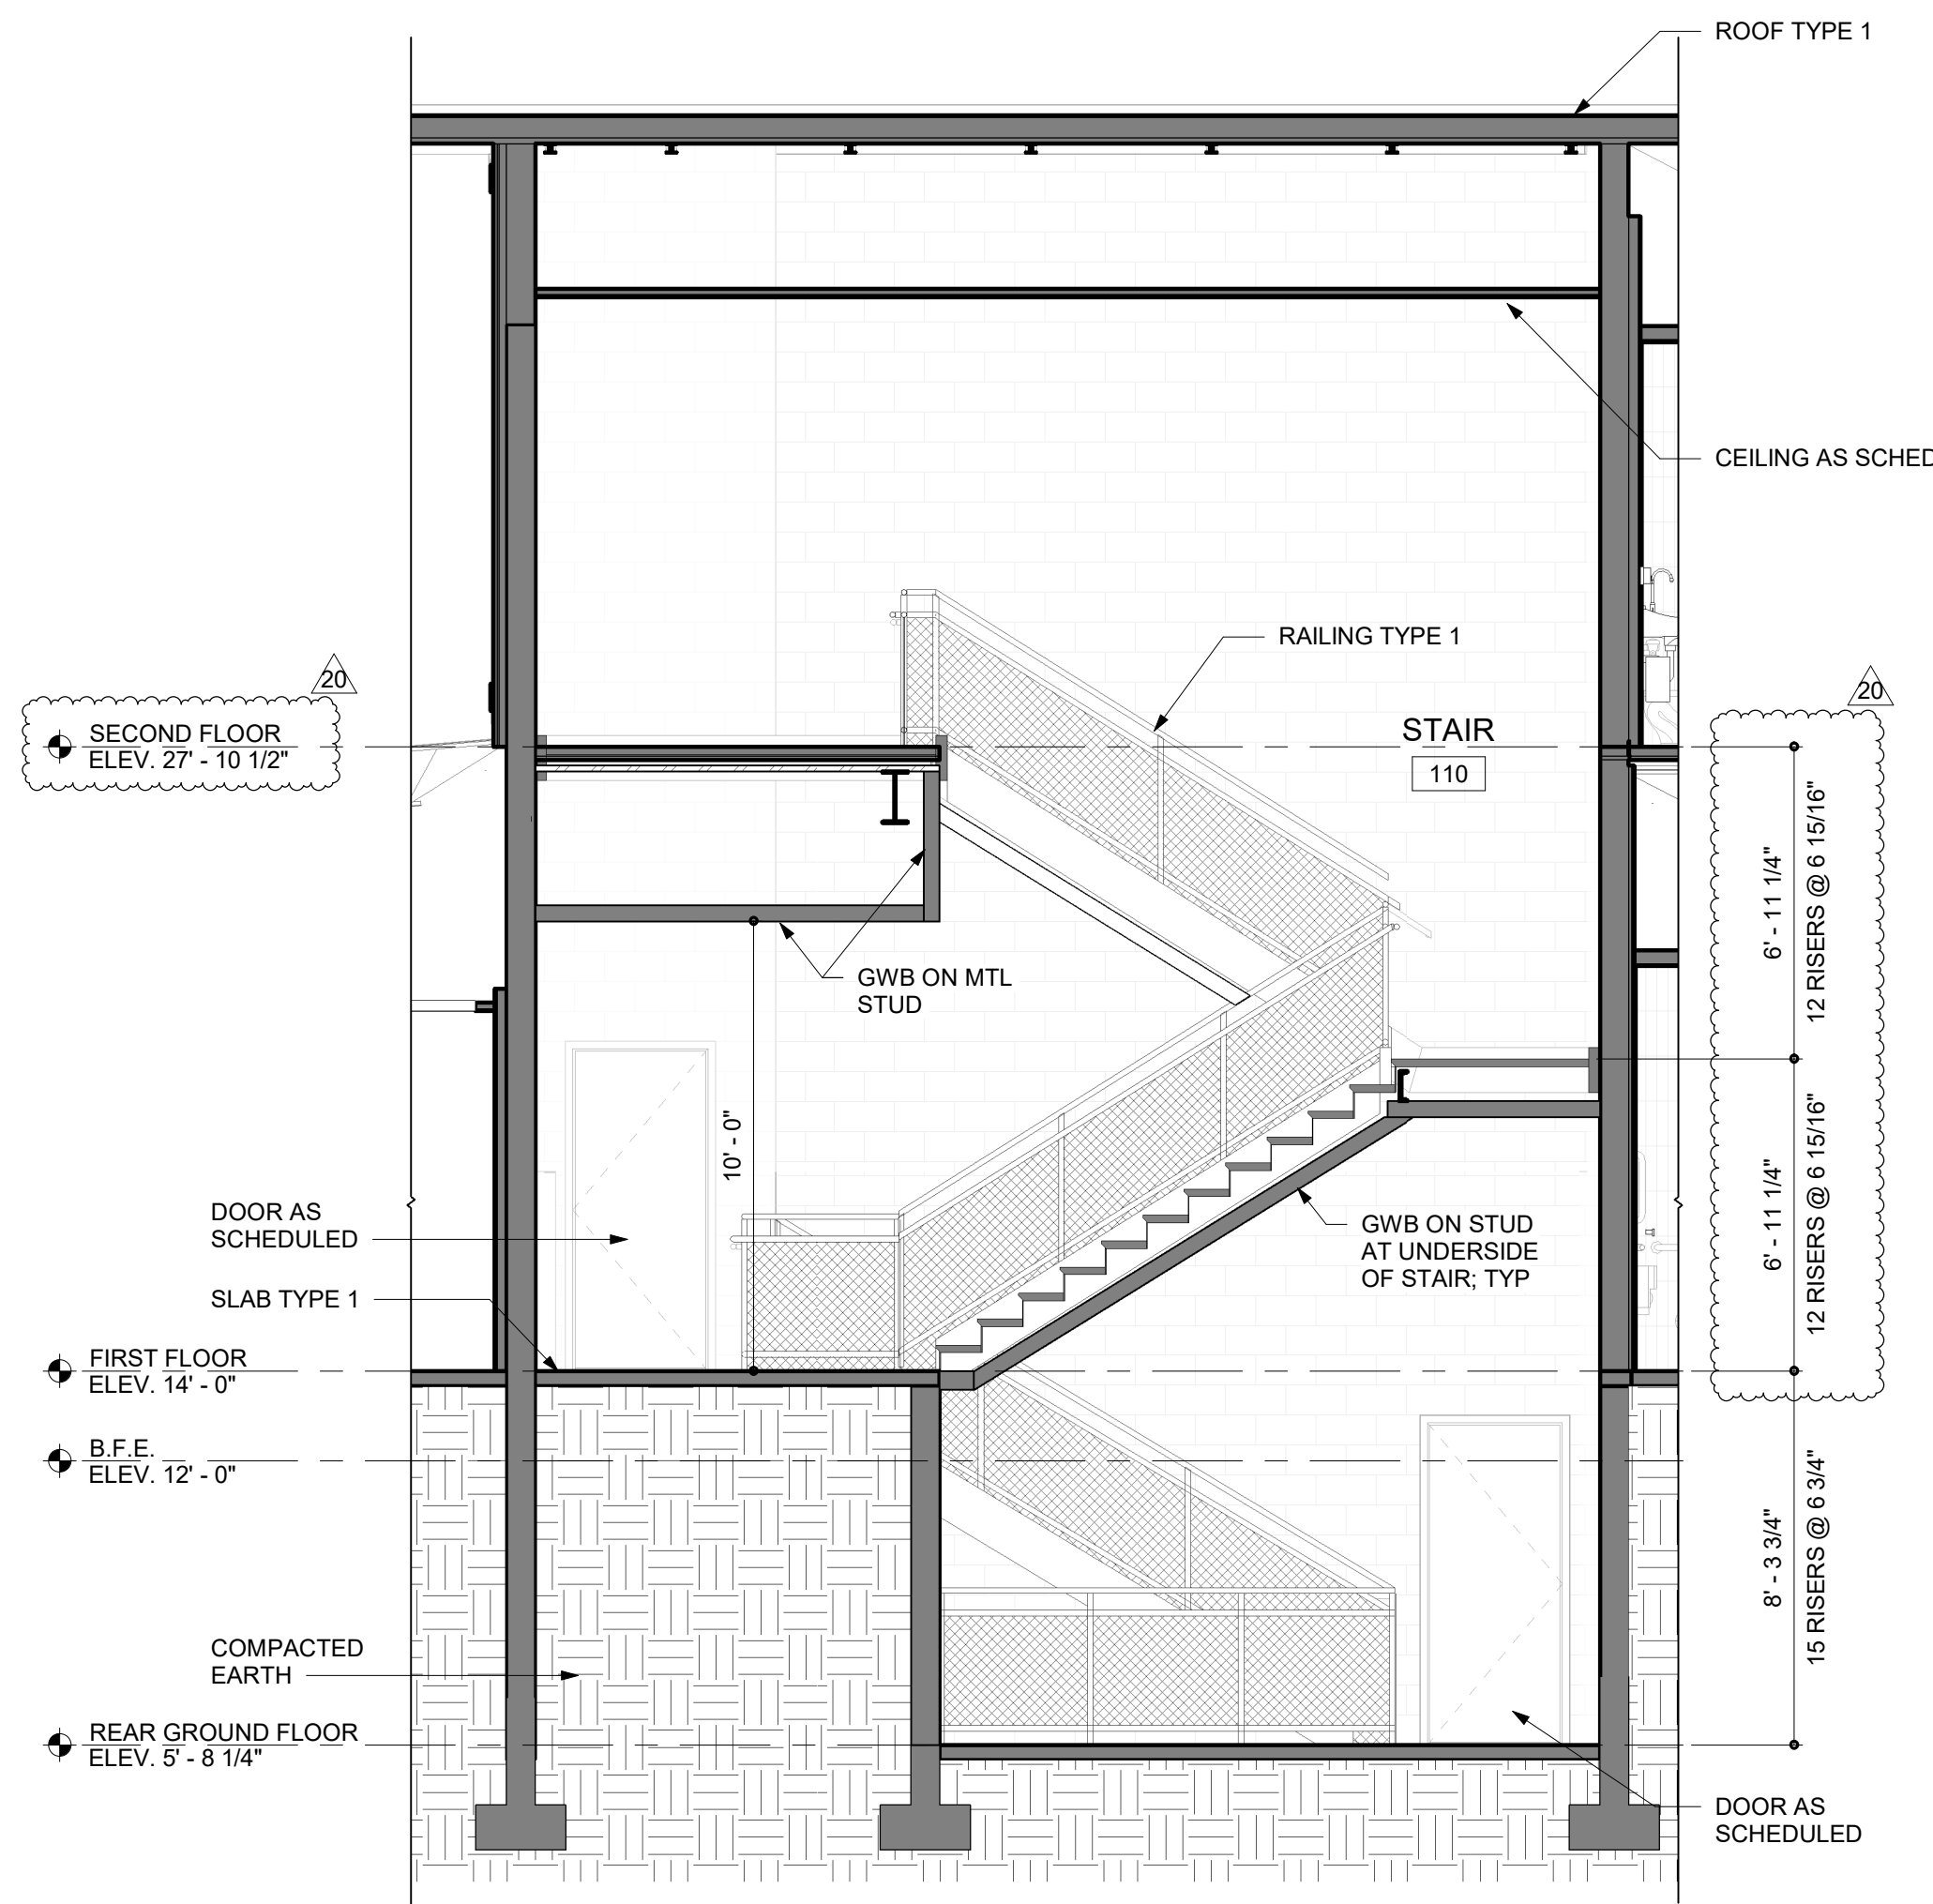 ROOF TYPE 1
CEILING AS SCHED
RAILING TYPE 1
20
SECOND FLOOR
ELEV. 27' - 10 1/2"
STAIR
110
20
6' - 11 1/4"
12 RISERS @ 6 15/16"
GWB ON MTL
STUD
10' - 0"
6' - 11 1/4"
12 RISERS @ 6 15/16"
DOOR AS
SCHEDULED
GWB ON STUD
AT UNDERSIDE
OF STAIR; TYP
SLAB TYPE 1
FIRST FLOOR
ELEV. 14' - 0"
B.F.E.
ELEV. 12' - 0"
8' - 3 3/4"
15 RISERS @ 6 3/4"
COMPACTED
EARTH
REAR GROUND FLOOR
ELEV. 5' - 8 1/4"
DOOR AS
SCHEDULED